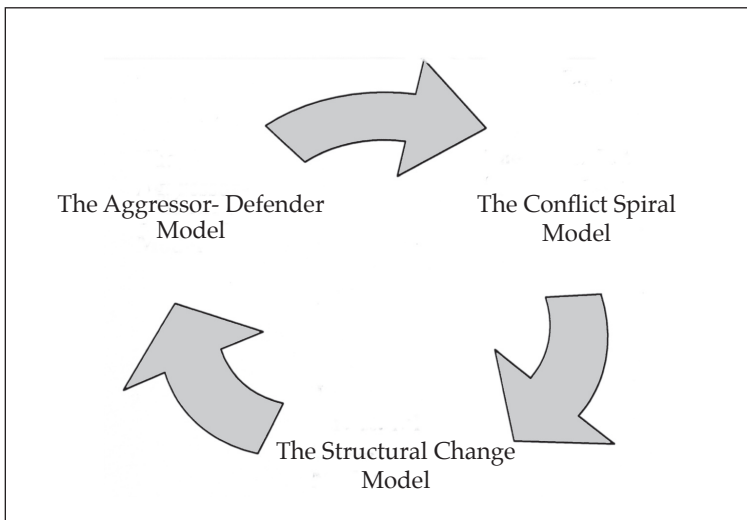 The Aggressor- Defender
Model
The Conflict Spiral
Model
The Structural Change
Model